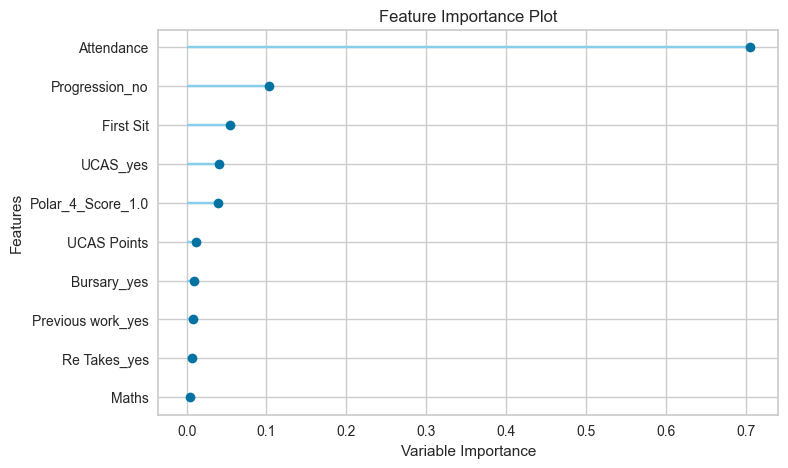 Feature Importance Plot
Features
Attendance
Progression_no
First Sit
UCAS_yes
Polar_4_Score_1.0
UCAS Points
Bursary_yes
Previous work_yes
Re Takes_yes
Maths
0.0 0.1 0.2 0.3 0.4 0.5 0.6 0.7
Variable Importance